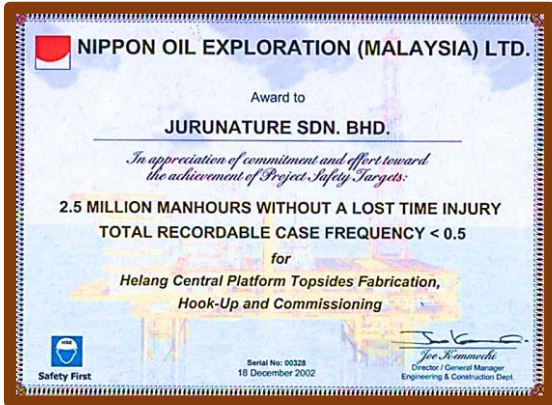 NIPPON OIL EXPLORATION (MALAYSIA) LTD.
Award to
JURUNATURE SDN. BHD.
In appreciation of commitment and effort toward
the achievement of Project Safety Targets:
2.5 MILLION MANHOURS WITHOUT A LOST TIME INJURY
TOTAL RECORDABLE CASE FREQUENCY < 0.5
for
Helang Central Platform Topsides Fabrication,
Hook-Up and Commissioning
HSE
Safety First
Serial No: 00328
18 December 2002
Joe Kemmochi
Director / General Manager
Engineering & Construction Dept.